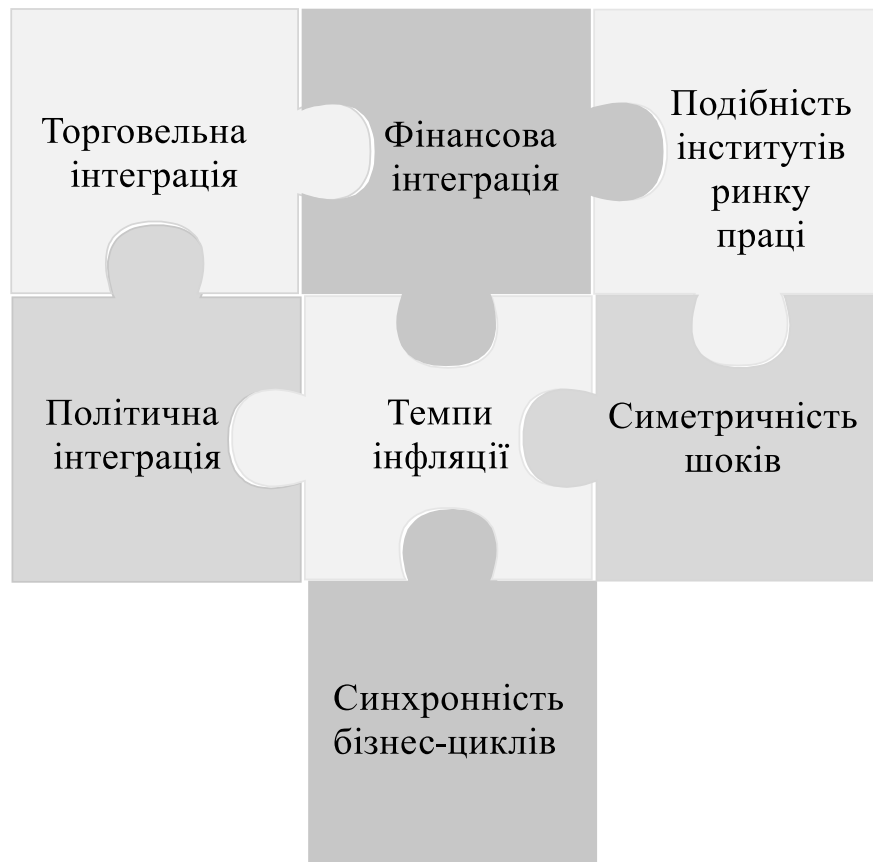 Торговельна
інтеграція
Фінансова
інтеграція
Подібність
інститутів
ринку
праці
Політична
інтеграція
Темпи
інфляції
Симетричність
шоків
Синхронність
бізнес-циклів